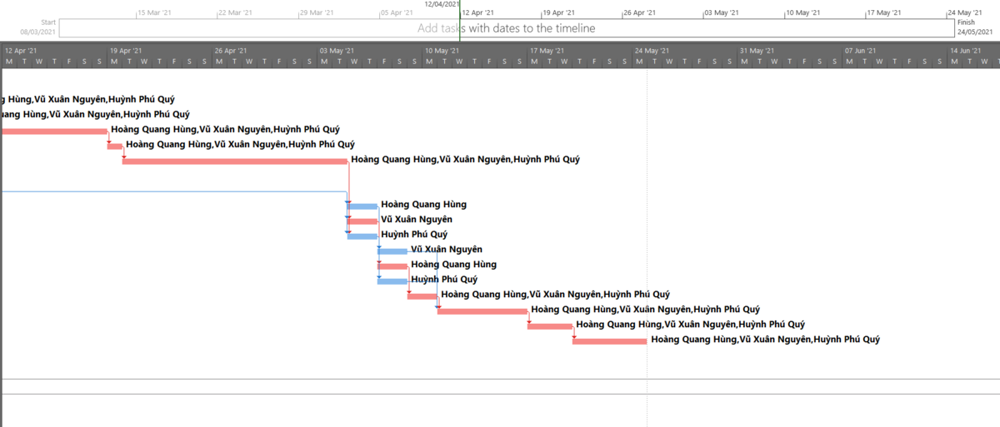 12/04/2021
15 Mar '21 22 Mar '21 29 Mar '21 05 Apr '21 12 Apr '21 19 Apr '21 26 Apr '21 03 May '21 10 May '21 17 May '21 24 May '21
Start Add tasks with dates to the timeline Finish
08/03/2021 24/05/2021
12 Apr '21 19 Apr '21 26 Apr '21 03 May '21 10 May '21 17 May '21 24 May '21 31 May '21 07 Jun '21 14 Jun '21
M T W T F S S M T W T F S S M T W T F S S M T W T F S S M T W T F S S M T W T F S S M T W T F S S M T W T F S S M T W T F S S M T W T
g Hùng,Vũ Xuân Nguyên,Huỳnh Phú Quý
uang Hùng,Vũ Xuân Nguyên,Huỳnh Phú Quý
Hoàng Quang Hùng,Vũ Xuân Nguyên,Huỳnh Phú Quý
Hoàng Quang Hùng,Vũ Xuân Nguyên,Huỳnh Phú Quý
Hoàng Quang Hùng,Vũ Xuân Nguyên,Huỳnh Phú Quý
Hoàng Quang Hùng
Vũ Xuân Nguyên
Huỳnh Phú Quý
Vũ Xuân Nguyên
Hoàng Quang Hùng
Huỳnh Phú Quý
Hoàng Quang Hùng,Vũ Xuân Nguyên,Huỳnh Phú Quý
Hoàng Quang Hùng,Vũ Xuân Nguyên,Huỳnh Phú Quý
Hoàng Quang Hùng,Vũ Xuân Nguyên,Huỳnh Phú Quý
Hoàng Quang Hùng,Vũ Xuân Nguyên,Huỳnh Phú Quý